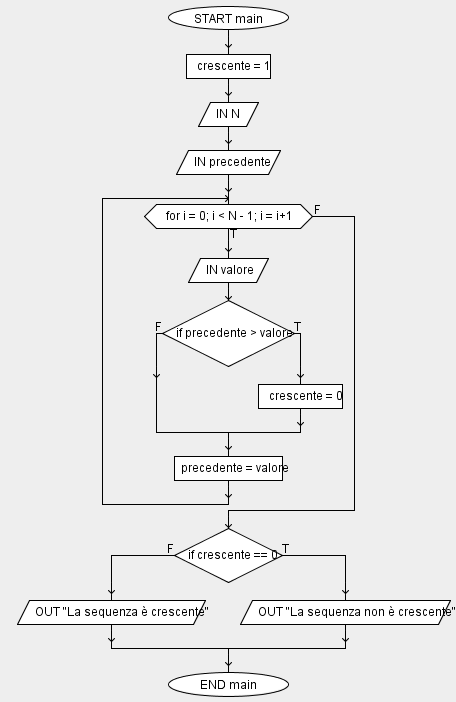 START main
crescente = 1
IN N
IN precedente
for i = 0; i < N - 1; i = i+1
F
T
IN valore
F
if precedente > valore
T
crescente = 0
precedente = valore
F
if crescente == 0
T
OUT "La sequenza è crescente"
OUT "La sequenza non è crescente"
END main